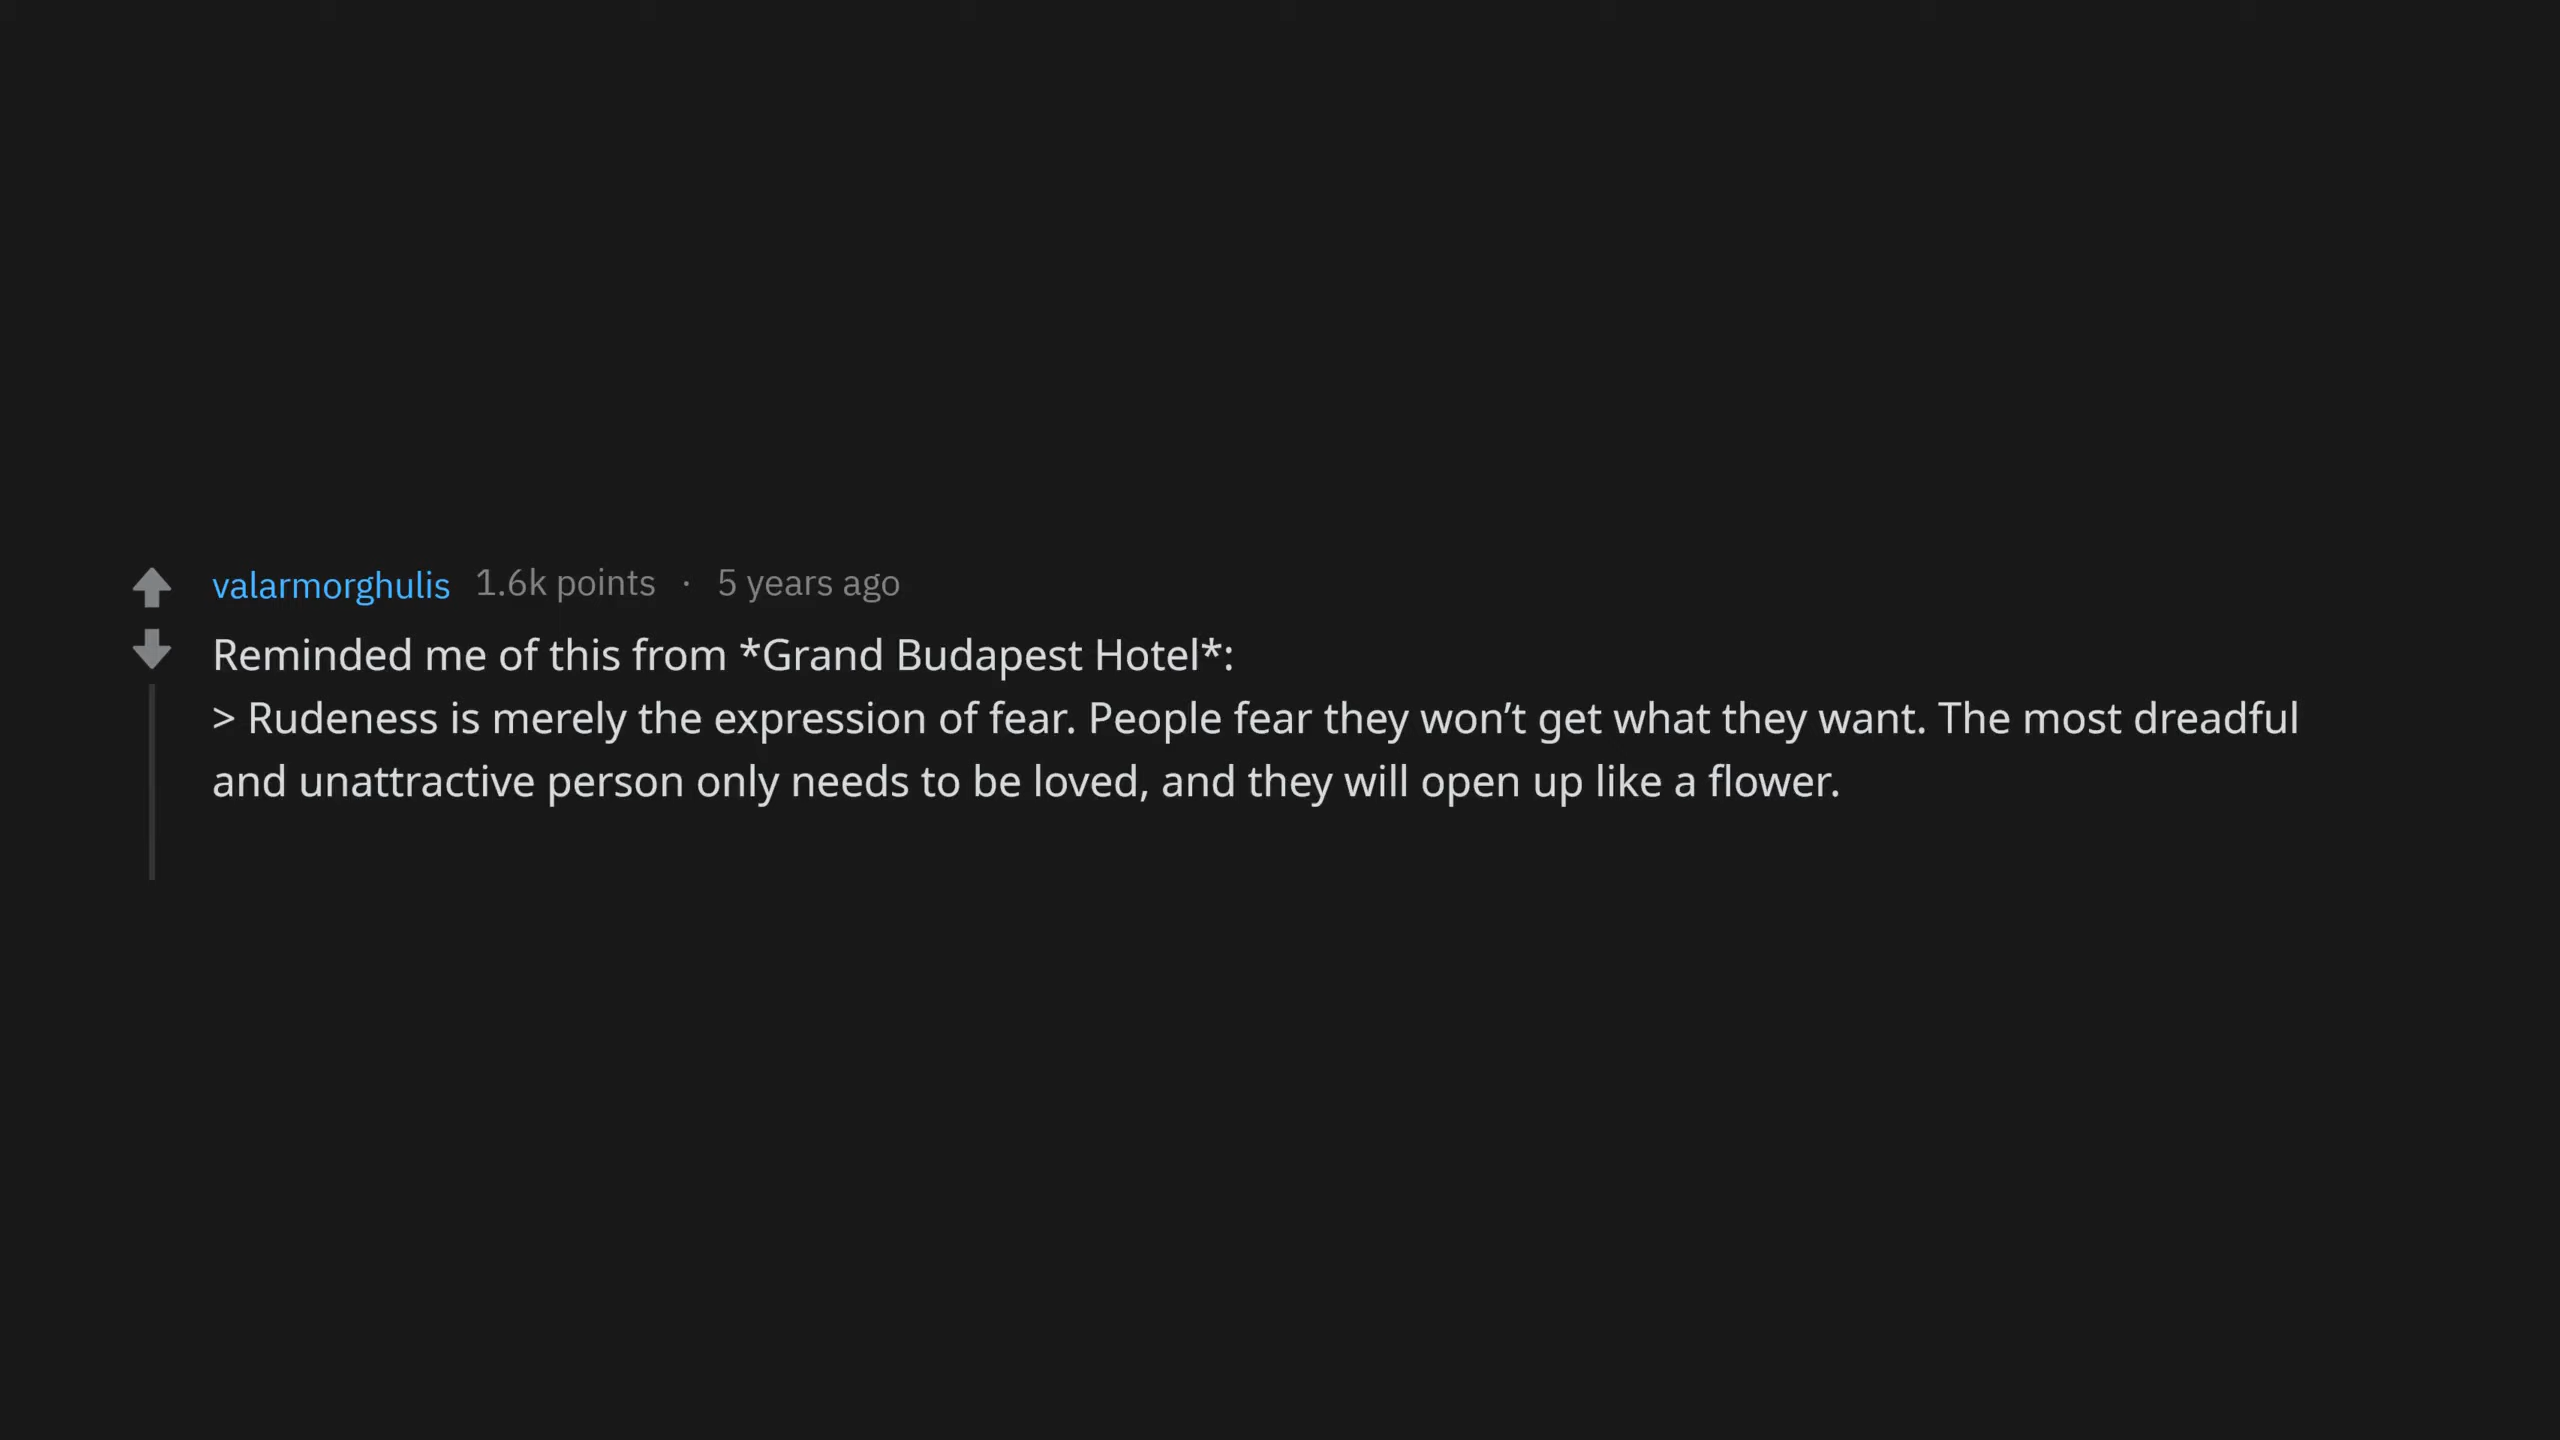 valarmorghulis 1.6k points · 5 years ago
Reminded me of this from *Grand Budapest Hotel*:
> Rudeness is merely the expression of fear. People fear they won’t get what they want. The most dreadful
and unattractive person only needs to be loved, and they will open up like a flower.